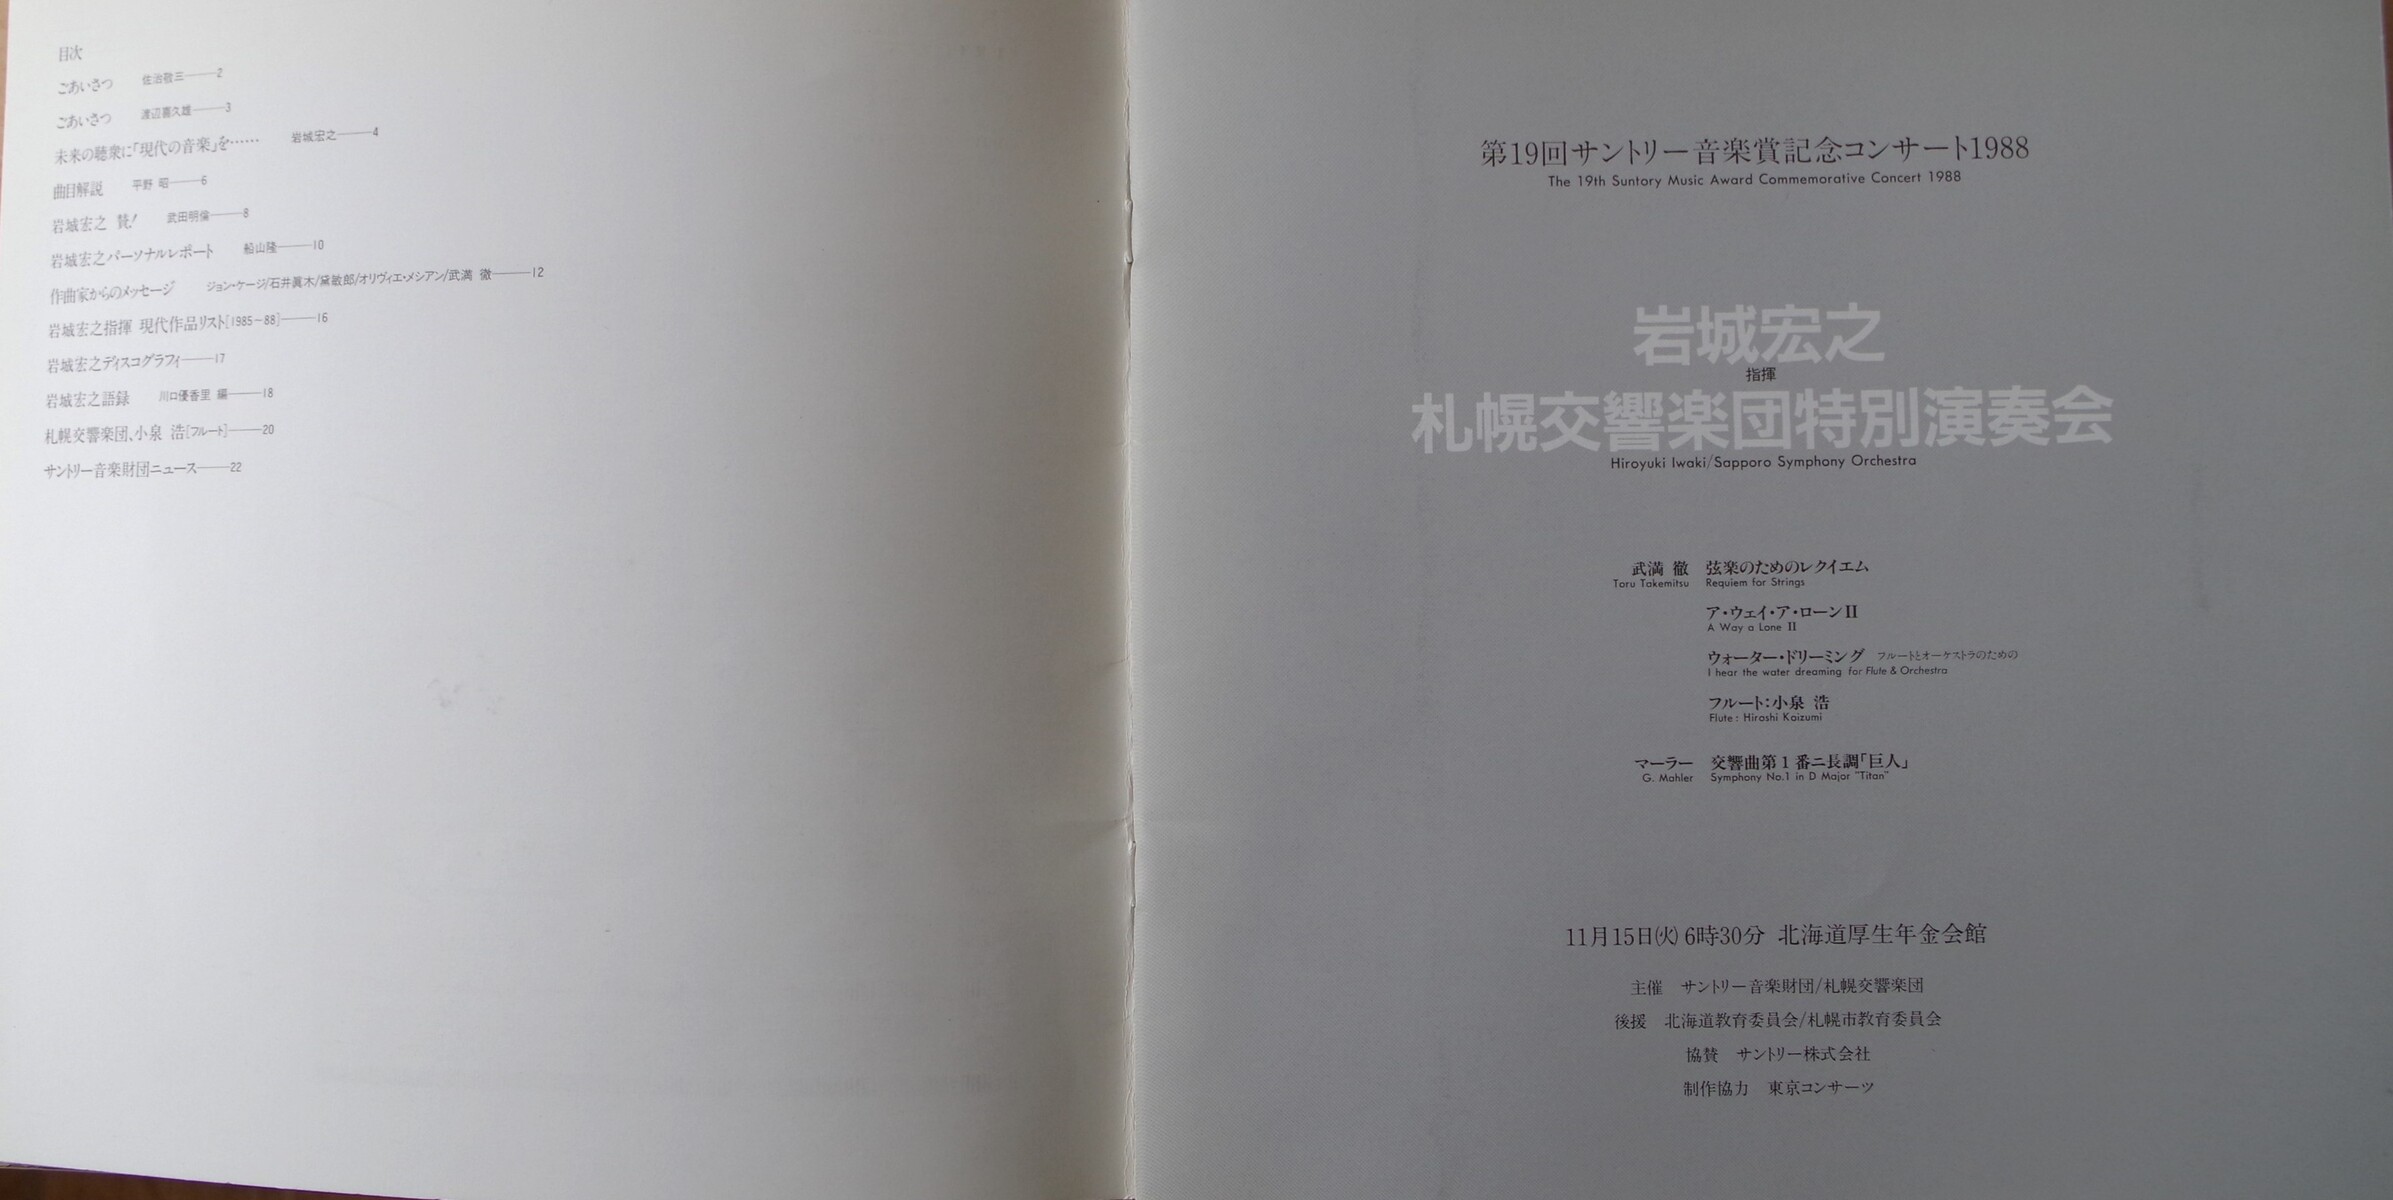 目次
ごあいさつ 佐治敬三――2
ごあいさつ 渡辺喜久雄――3
未来の聴衆に「現代の音楽」を…… 岩城宏之――4
曲目解説 平野 昭――6
岩城宏之 賛! 武田明倫――8
岩城宏之パーソナルレポート 船山隆――10
作曲家からのメッセージ ジョン・ケージ/石井眞木/黛敏郎/オリヴィエ・メシアン/武満 徹――12
岩城宏之指揮 現代作品リスト[1985〜88]――16
岩城宏之ディスコグラフィ――17
岩城宏之語録 川口優香里 編――18
札幌交響楽団、小泉 浩[フルート]――20
サントリー音楽財団ニュース――22
第19回サントリー音楽賞記念コンサート1988
The 19th Suntory Music Award Commemorative Concert 1988
岩城宏之
指揮
札幌交響楽団特別演奏会
Hiroyuki Iwaki/Sapporo Symphony Orchestra
武満 徹 弦楽のためのレクイエム
Toru Takemitsu Requiem for Strings
ア・ウェイ・ア・ローンII
A Way a Lone II
ウォーター・ドリーミング フルートとオーケストラのための
I hear the water dreaming for Flute & Orchestra
フルート:小泉 浩
Flute : Hiroshi Koizumi
マーラー 交響曲第1番ニ長調「巨人」
G. Mahler Symphony No.1 in D Major "Titan"
11月15日(火) 6時30分 北海道厚生年金会館
主催 サントリー音楽財団/札幌交響楽団
後援 北海道教育委員会/札幌市教育委員会
協賛 サントリー株式会社
制作協力 東京コンサーツ